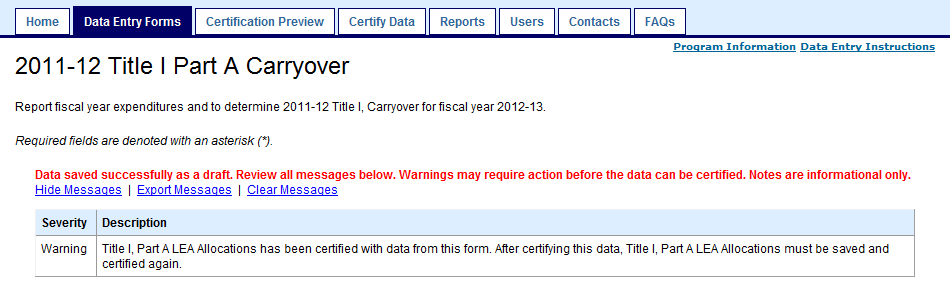 Home Data Entry Forms Certification Preview Certify Data Reports Users Contacts FAQs
Program Information Data Entry Instructions
2011-12 Title I Part A Carryover
Report fiscal year expenditures and to determine 2011-12 Title I, Carryover for fiscal year 2012-13.
Required fields are denoted with an asterisk (*).
Data saved successfully as a draft. Review all messages below. Warnings may require action before the data can be certified. Notes are informational only.
Hide Messages | Export Messages | Clear Messages
Severity Description
Warning Title I, Part A LEA Allocations has been certified with data from this form. After certifying this data, Title I, Part A LEA Allocations must be saved and
certified again.